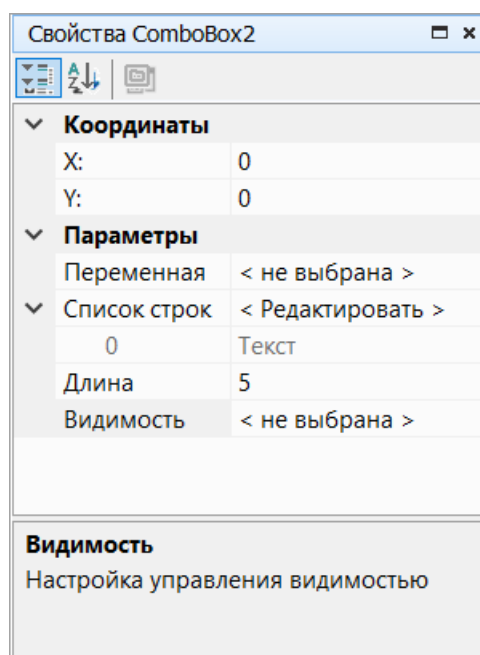 Свойства ComboBox2
Координаты
X: 0
Y: 0
Параметры
Переменная < не выбрана >
Список строк < Редактировать >
0 Текст
Длина 5
Видимость < не выбрана >
Видимость
Настройка управления видимостью